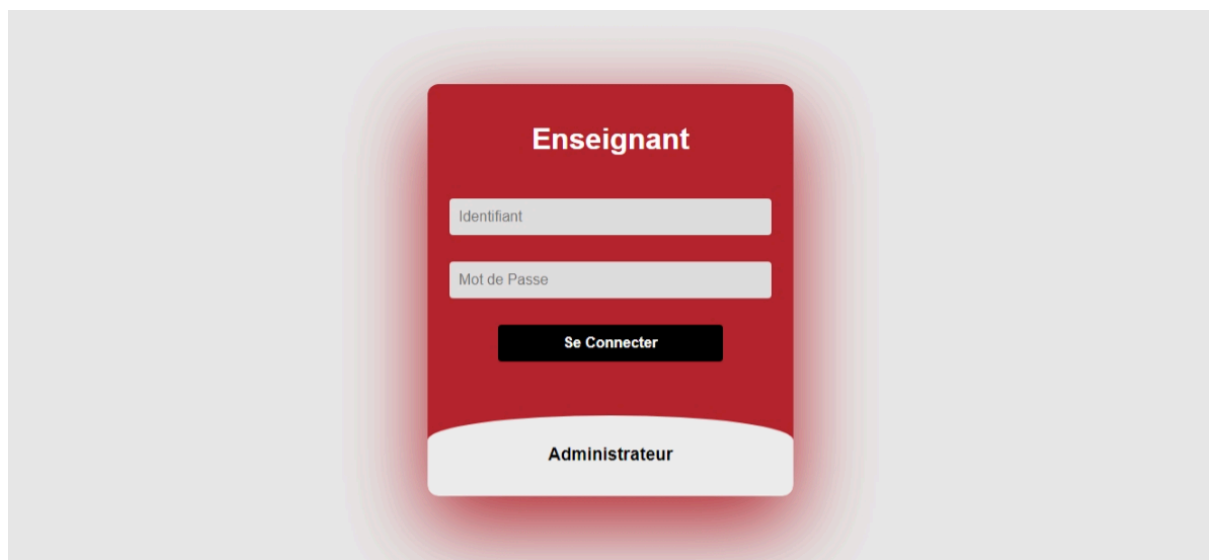 Enseignant
Identifiant
Mot de Passe
Se Connecter
Administrateur